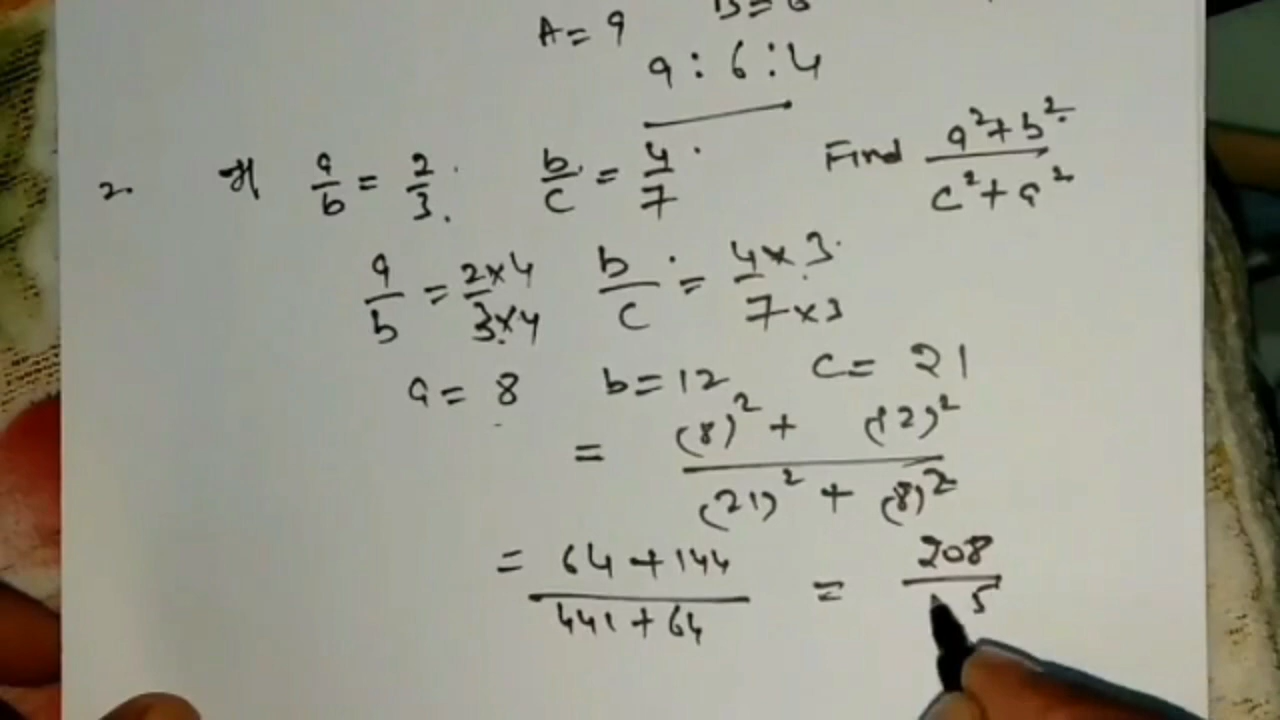 A = 9 B = 6
9 : 6 : 4
2. a/b = 2/3 b/c = 4/7 Find a²+b²/c²+a²
a/b = 2×4/3×4 b/c = 4×3/7×3
a = 8 b = 12 c = 21
= (8)² + (12)²/(21)² + (8)²
= 64 + 144/441 + 64 = 208/5